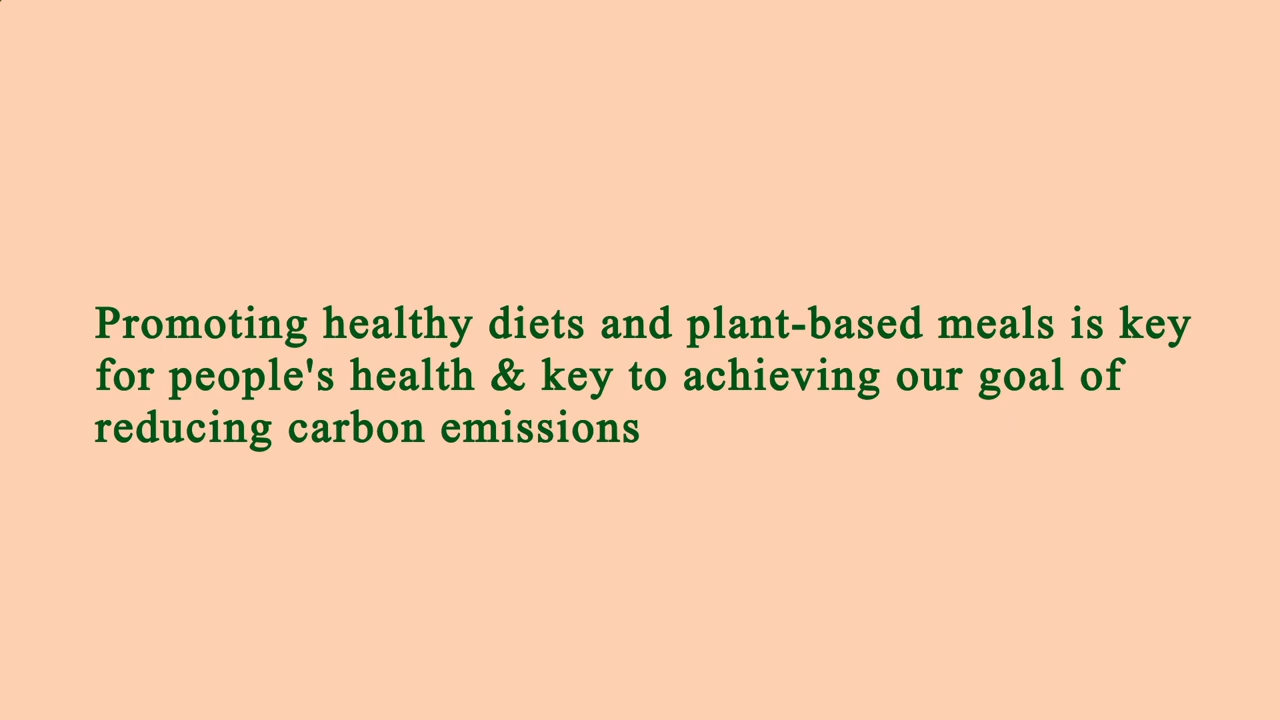 Promoting healthy diets and plant-based meals is key
for people's health & key to achieving our goal of
reducing carbon emissions